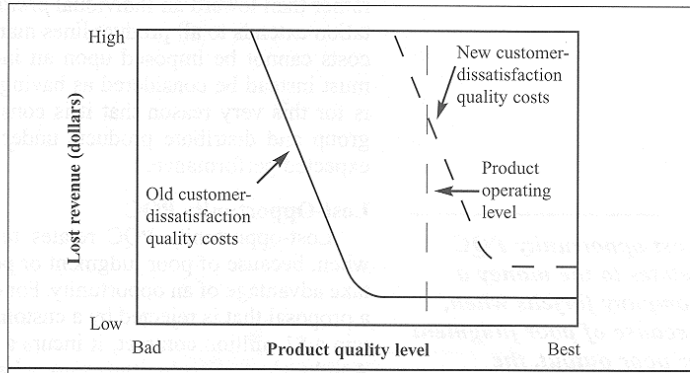 High
New customer-
dissatisfaction
quality costs
Product
operating
level
Old customer-
dissatisfaction
quality costs
Lost revenue (dollars)
Low
Bad
Product quality level
Best